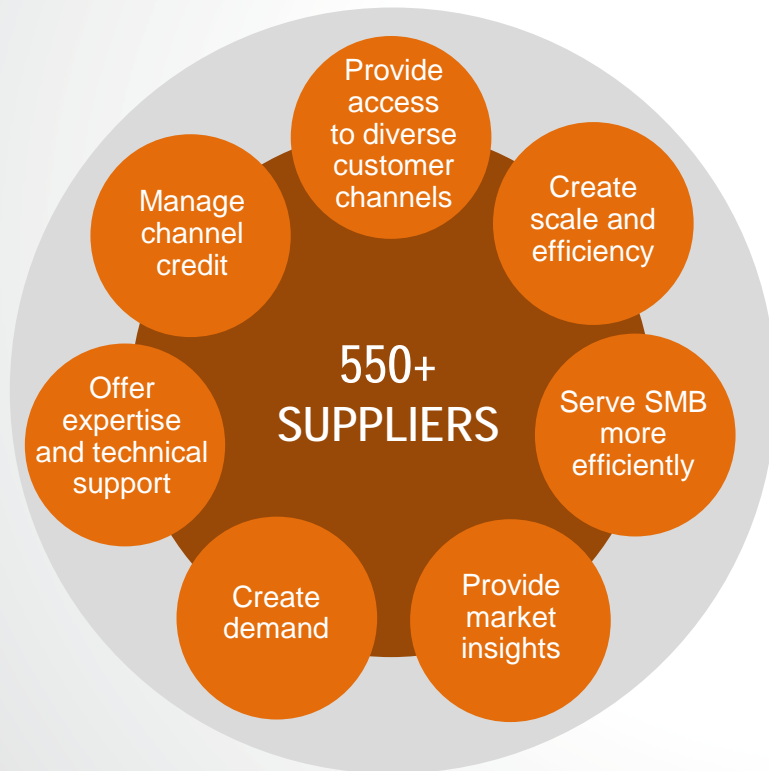 Provide
access
to diverse
customer
channels
Create
scale and
efficiency
Serve SMB
more
efficiently
Provide
market
insights
Create
demand
Offer
expertise
and technical
support
Manage
channel
credit
550+
SUPPLIERS